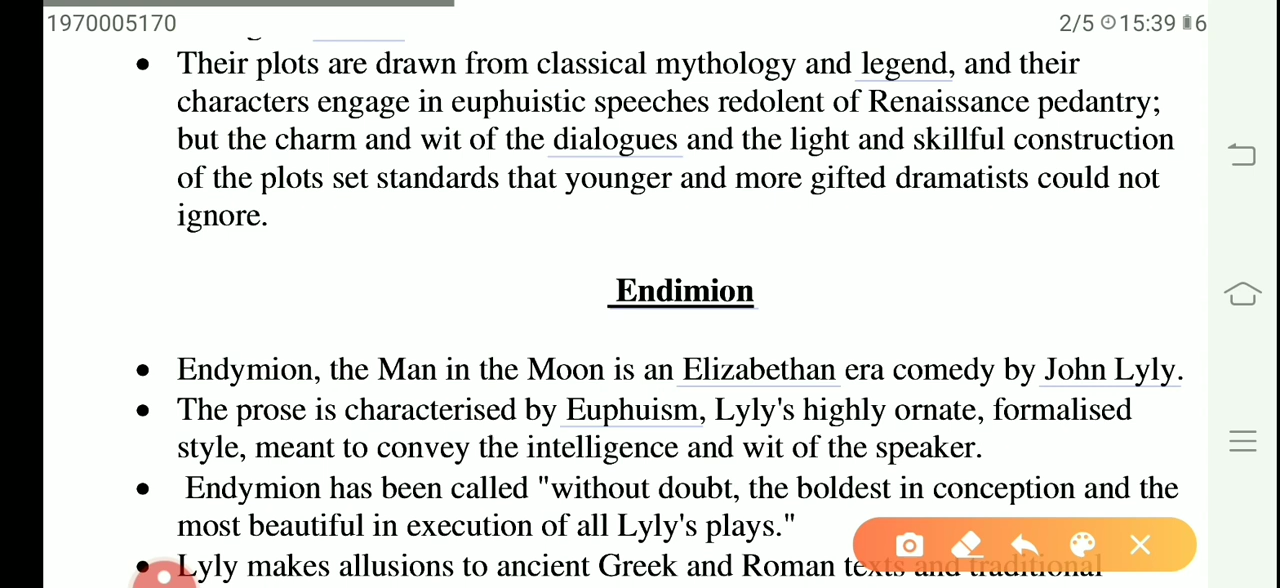 1970005170
2/5 15:39 6
• Their plots are drawn from classical mythology and legend, and their
characters engage in euphuistic speeches redolent of Renaissance pedantry;
but the charm and wit of the dialogues and the light and skillful construction
of the plots set standards that younger and more gifted dramatists could not
ignore.
Endimion
• Endymion, the Man in the Moon is an Elizabethan era comedy by John Lyly.
• The prose is characterised by Euphuism, Lyly's highly ornate, formalised
style, meant to convey the intelligence and wit of the speaker.
• Endymion has been called "without doubt, the boldest in conception and the
most beautiful in execution of all Lyly's plays."
• Lyly makes allusions to ancient Greek and Roman texts and traditional